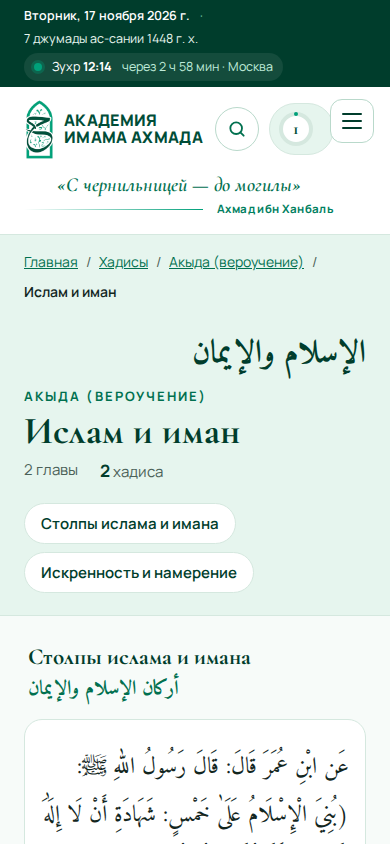 Вторник, 17 ноября 2026 г. ·
7 джумады ас-сании 1448 г. х.
Зухр 12:14 через 2 ч 58 мин · Москва
АКАДЕМИЯ
ИМАМА АХМАДА
1
«С чернильницей — до могилы»
Ахмад ибн Ханбаль
Главная / Хадисы / Акыда (вероучение) /
Ислам и иман
الإسلام والإيمان
АКЫДА (ВЕРОУЧЕНИЕ)
Ислам и иман
2 главы 2 хадиса
Столпы ислама и имана
Искренность и намерение
Столпы ислама и имана
أركان الإسلام والإيمان
عَنِ ابْنِ عُمَرَ قَالَ: قَالَ رَسُولُ اللهِ ﷺ:
(بُنِيَ الْإِسْلَامُ عَلَىٰ خَمْسٍ: شَهَادَةِ أَنْ لَا إِلَٰهَ